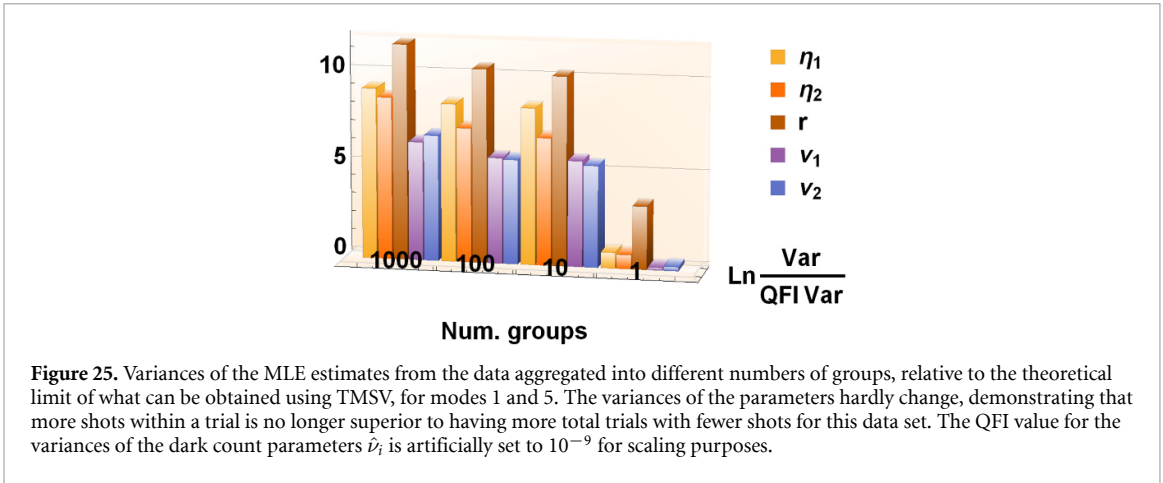 10
5
0
1000
100
10
1
Num. groups
η1
η2
r
ν1
ν2
Ln Var
QFI Var
Figure 25. Variances of the MLE estimates from the data aggregated into different numbers of groups, relative to the theoretical
limit of what can be obtained using TMSV, for modes 1 and 5. The variances of the parameters hardly change, demonstrating that
more shots within a trial is no longer superior to having more total trials with fewer shots for this data set. The QFI value for the
variances of the dark count parameters ν̂i is artificially set to 10−9 for scaling purposes.